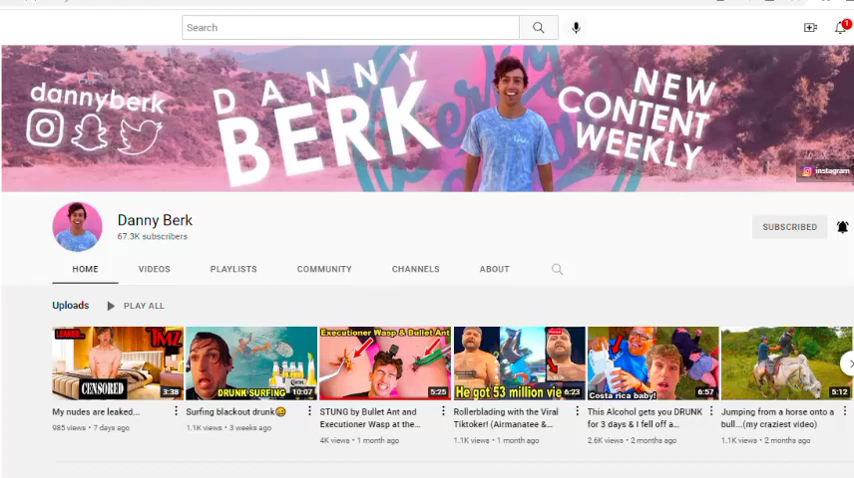 Search
1
dannyberk
DANNY
BERK
NEW
CONTENT
WEEKLY
instagram
Danny Berk
67.3K subscribers
SUBSCRIBED
HOME VIDEOS PLAYLISTS COMMUNITY CHANNELS ABOUT
Uploads PLAY ALL
LEAKED...
TMZ
CENSORED
3:38
DRUNK SURFING
10:07
Executioner Wasp & Bullet Ant
5:25
He got 53 million vie
6:23
Costa rica baby!
6:57
5:12
My nudes are leaked...
985 views • 7 days ago
Surfing blackout drunk
1.1K views • 3 weeks ago
STUNG by Bullet Ant and
Executioner Wasp at the...
4K views • 1 month ago
Rollerblading with the Viral
Tiktoker! (Airmanatee &...
1.1K views • 1 month ago
This Alcohol gets you DRUNK
for 3 days & I fell off a...
2.6K views • 2 months ago
Jumping from a horse onto a
bull...(my craziest video)
1.1K views • 2 months ago